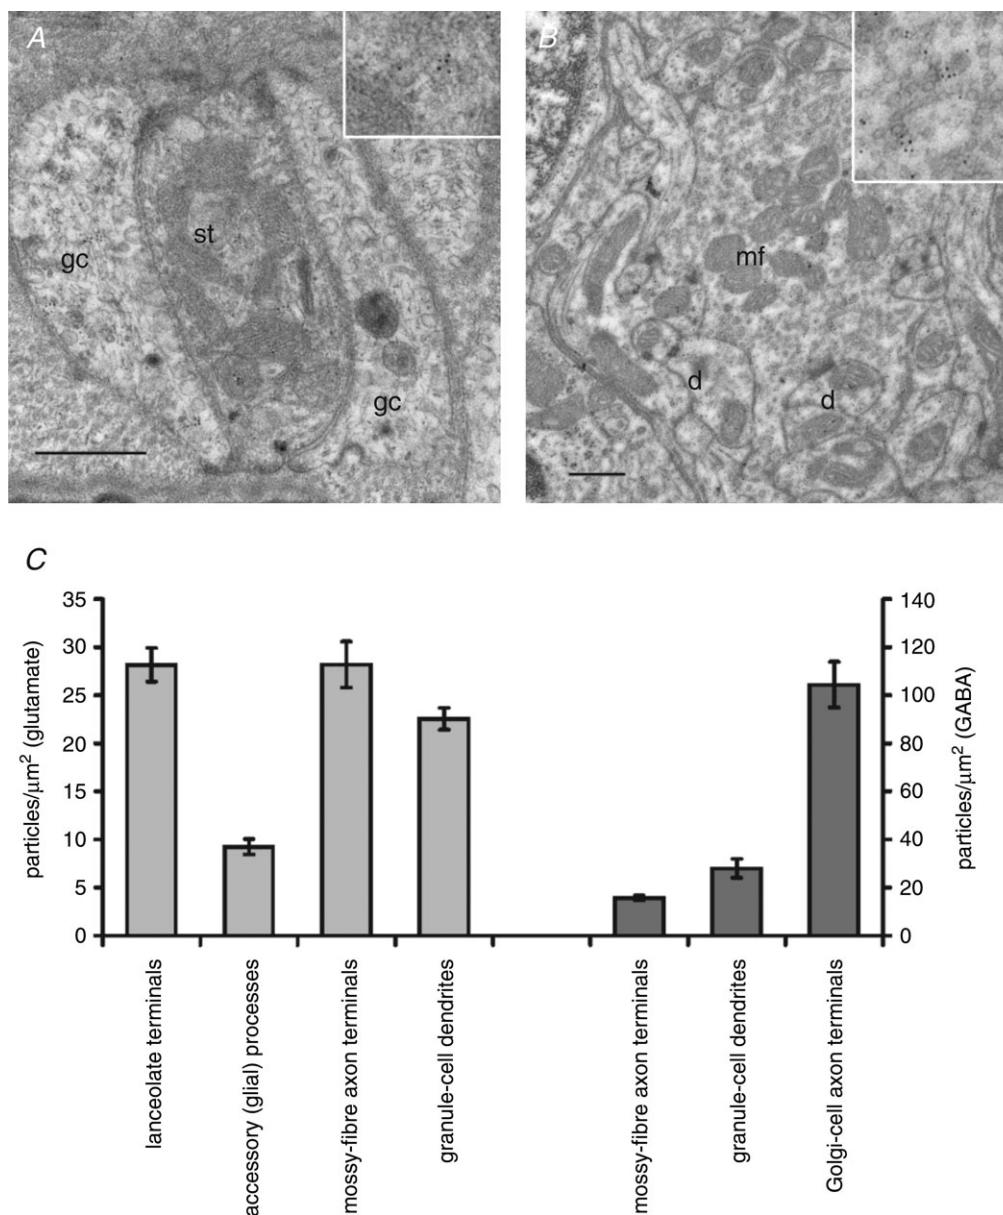 A
gc
st
gc
B
mf
d
d
C
particles/μm² (glutamate)
35
30
25
20
15
10
5
0
140
120
100
80
60
40
20
0
particles/μm² (GABA)
lanceolate terminals
accessory (glial) processes
mossy-fibre axon terminals
granule-cell dendrites
mossy-fibre axon terminals
granule-cell dendrites
Golgi-cell axon terminals